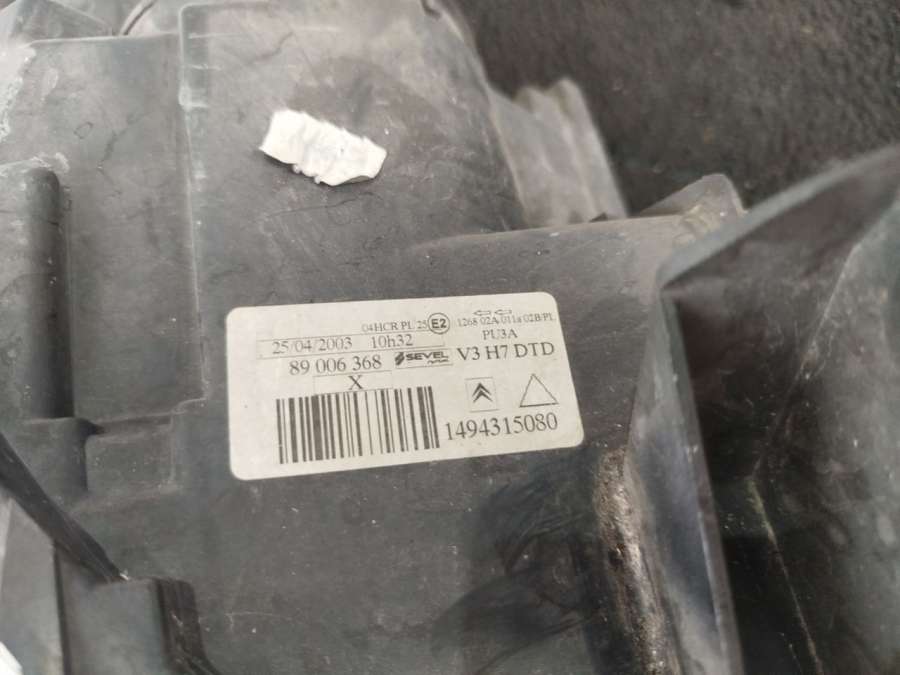 04HCR PL 25 E2 1268 02A/011a 02B/PL
PU3A
25/04/2003 10h32
89 006 368 SEVEL V3 H7 DTD
X
1494315080